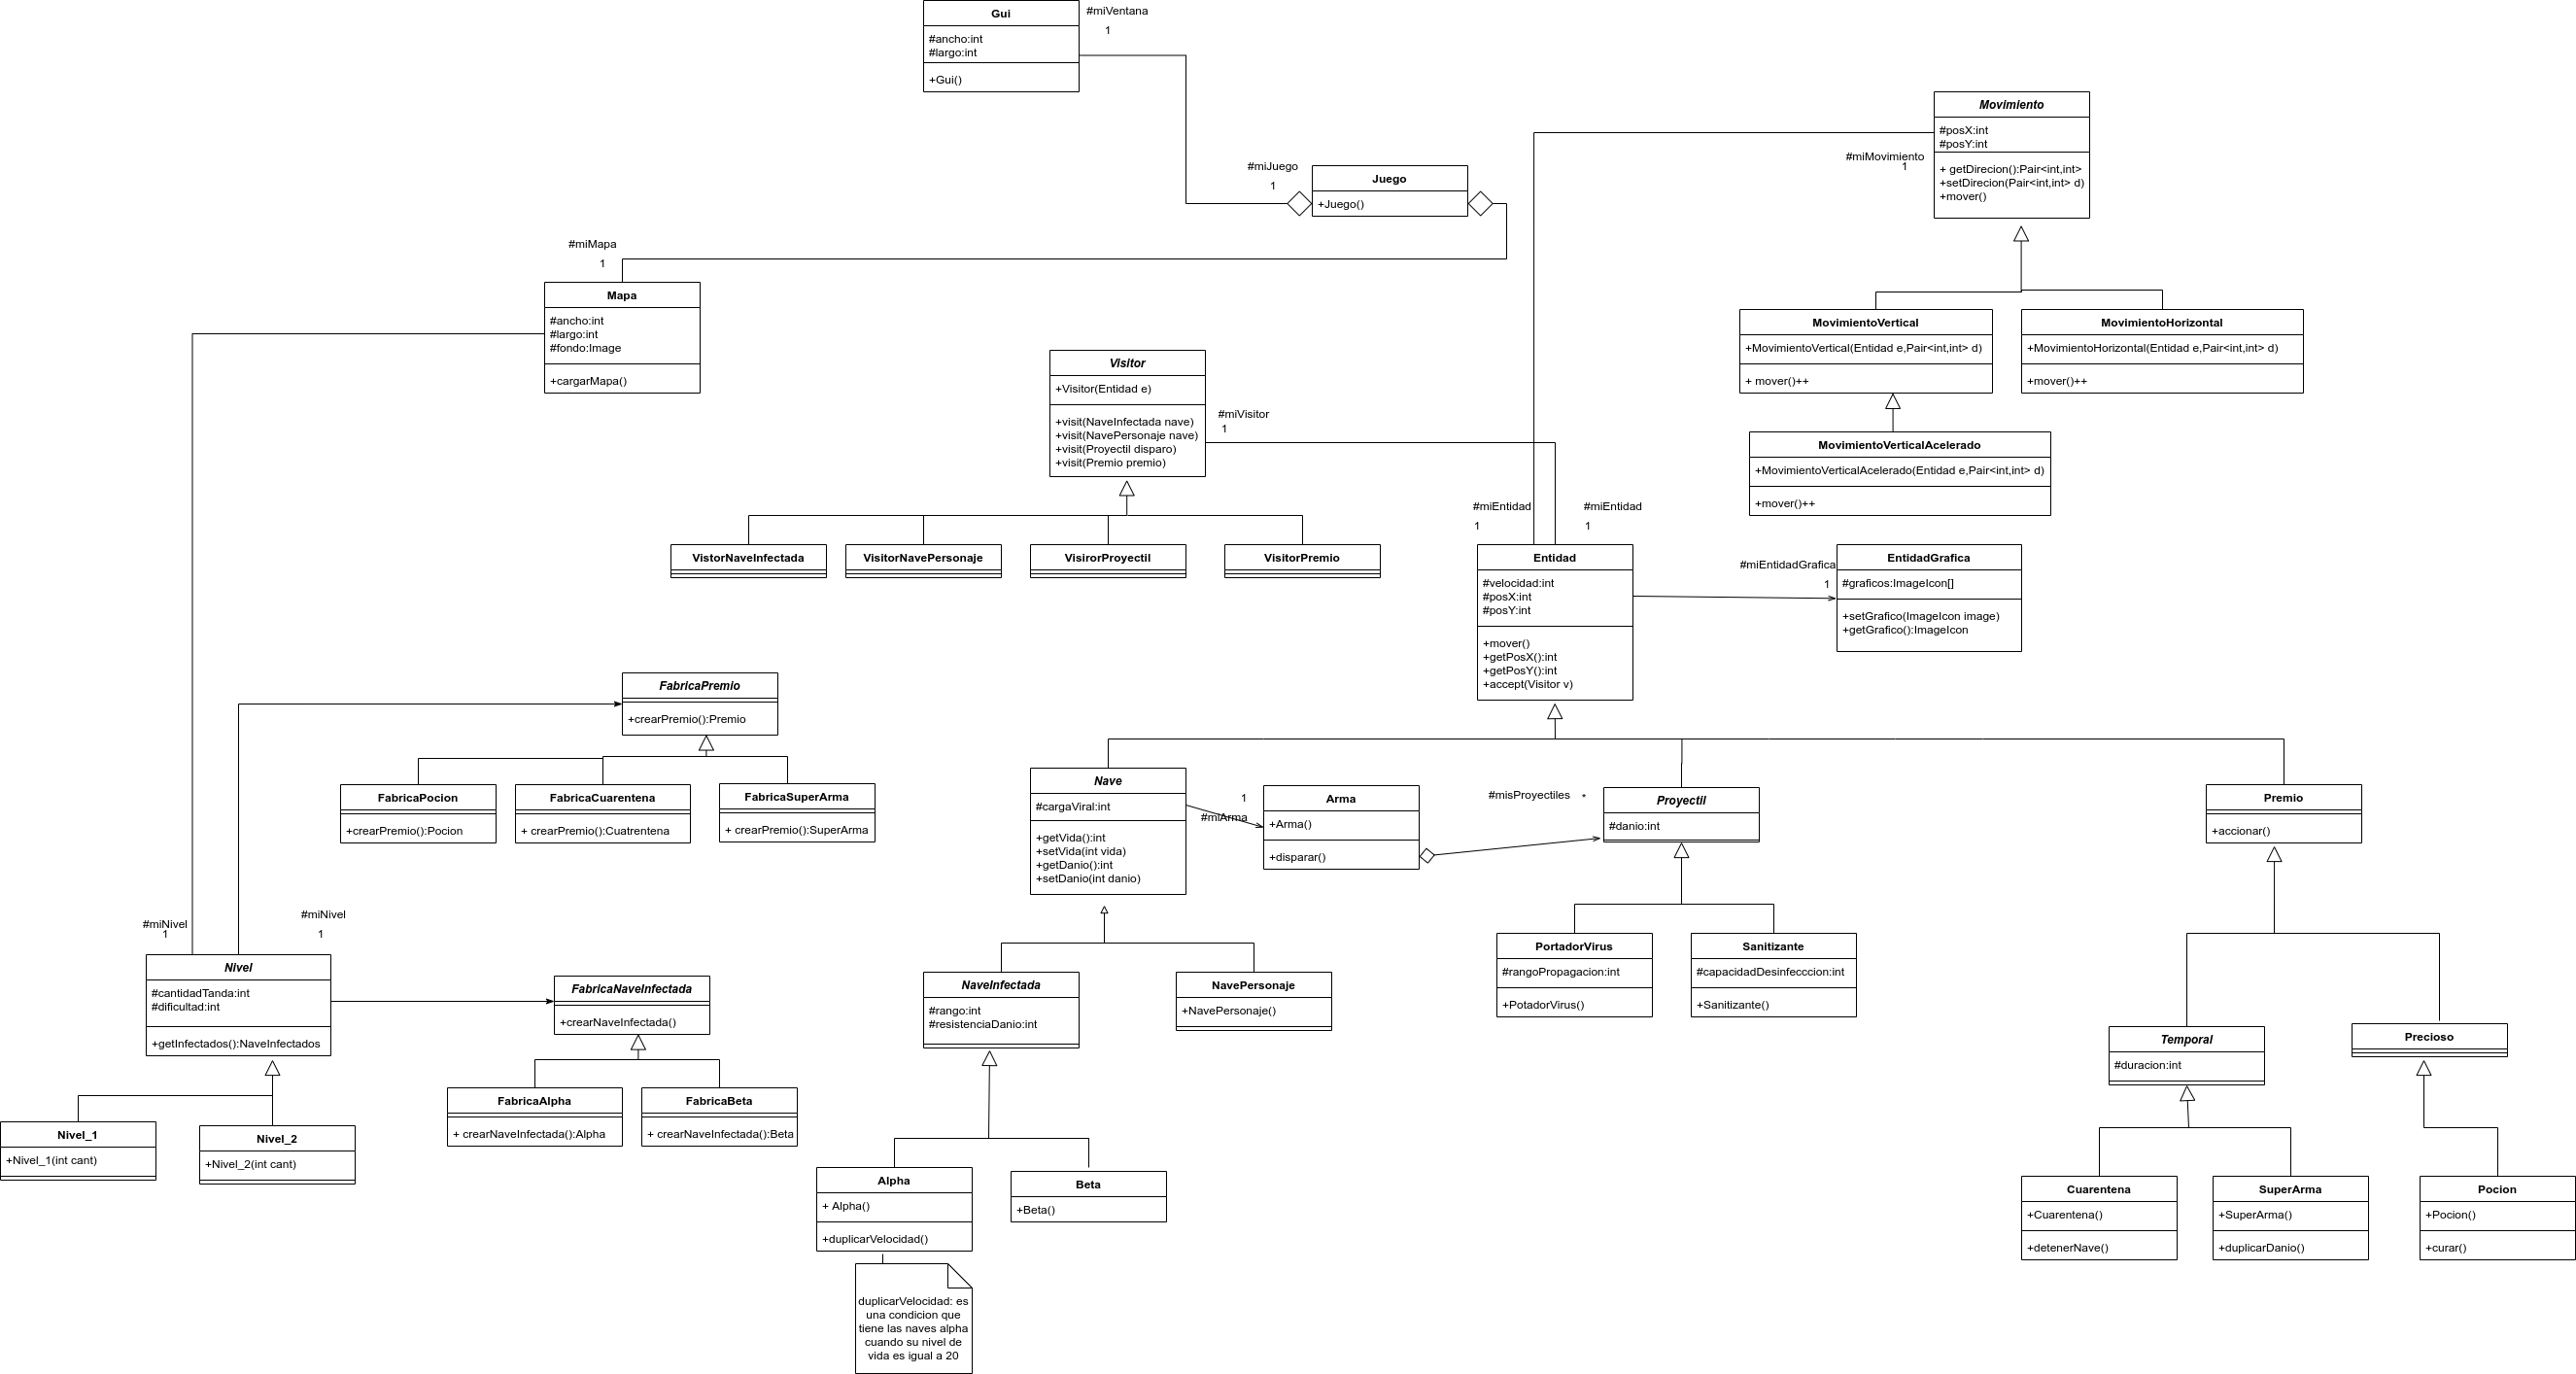 Gui
#ancho:int
#largo:int
+Gui()
#miVentana
1
Movimiento
#posX:int
#posY:int
+ getDirecion():Pair<int,int>
+setDirecion(Pair<int,int> d)
+mover()
#miMovimiento
1
#miJuego
1
Juego
+Juego()
#miMapa
1
Mapa
#ancho:int
#largo:int
#fondo:Image
+cargarMapa()
MovimientoVertical
+MovimientoVertical(Entidad e,Pair<int,int> d)
+ mover()++
MovimientoHorizontal
+MovimientoHorizontal(Entidad e,Pair<int,int> d)
+mover()++
MovimientoVerticalAcelerado
+MovimientoVerticalAcelerado(Entidad e,Pair<int,int> d)
+mover()++
Visitor
+Visitor(Entidad e)
+visit(NaveInfectada nave)
+visit(NavePersonaje nave)
+visit(Proyectil disparo)
+visit(Premio premio)
#miVisitor
1
VistorNaveInfectada
VisitorNavePersonaje
VisirorProyectil
VisitorPremio
#miEntidad
1
#miEntidad
1
Entidad
#velocidad:int
#posX:int
#posY:int
+mover()
+getPosX():int
+getPosY():int
+accept(Visitor v)
#miEntidadGrafica
1
EntidadGrafica
#graficos:ImageIcon[]
+setGrafico(ImageIcon image)
+getGrafico():ImageIcon
FabricaPremio
+crearPremio():Premio
FabricaPocion
+crearPremio():Pocion
FabricaCuarentena
+ crearPremio():Cuatrentena
FabricaSuperArma
+ crearPremio():SuperArma
Nave
#cargaViral:int
+getVida():int
+setVida(int vida)
+getDanio():int
+setDanio(int danio)
1
#miArma
Arma
+Arma()
+disparar()
#misProyectiles
*
Proyectil
#danio:int
Premio
+accionar()
#miNivel
1
#miNivel
1
Nivel
#cantidadTanda:int
#dificultad:int
+getInfectados():NaveInfectados
FabricaNaveInfectada
+crearNaveInfectada()
NaveInfectada
#rango:int
#resistenciaDanio:int
NavePersonaje
+NavePersonaje()
PortadorVirus
#rangoPropagacion:int
+PotadorVirus()
Sanitizante
#capacidadDesinfecccion:int
+Sanitizante()
Temporal
#duracion:int
Precioso
Nivel_1
+Nivel_1(int cant)
Nivel_2
+Nivel_2(int cant)
FabricaAlpha
+ crearNaveInfectada():Alpha
FabricaBeta
+ crearNaveInfectada():Beta
Alpha
+ Alpha()
+duplicarVelocidad()
Beta
+Beta()
Cuarentena
+Cuarentena()
+detenerNave()
SuperArma
+SuperArma()
+duplicarDanio()
Pocion
+Pocion()
+curar()
duplicarVelocidad: es
una condicion que
tiene las naves alpha
cuando su nivel de
vida es igual a 20